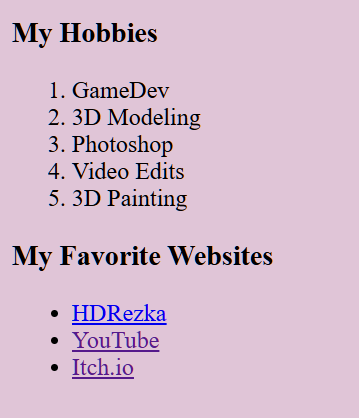 My Hobbies
1. GameDev
2. 3D Modeling
3. Photoshop
4. Video Edits
5. 3D Painting
My Favorite Websites
• HDRezka
• YouTube
• Itch.io